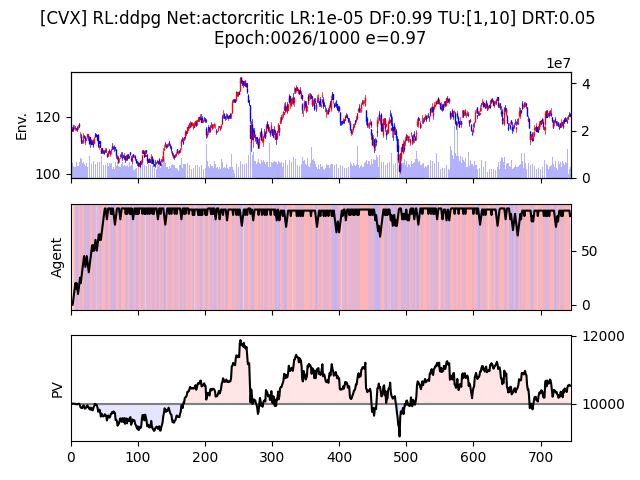 [CVX] RL:ddpg Net:actorcritic LR:1e-05 DF:0.99 TU:[1,10] DRT:0.05
Epoch:0026/1000 e=0.97
1e7
Env.
120
100
4
2
0
Agent
50
0
PV
12000
10000
0 100 200 300 400 500 600 700